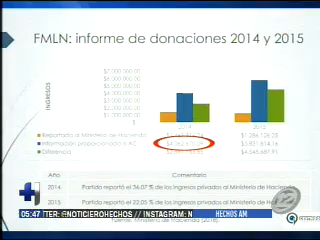 FMLN: informe de donaciones 2014 y 2015
$7,000,000.00
$6,000,000.00
$5,000,000.00
$4,000,000.00
$3,000,000.00
$2,000,000.00
$1,000,000.00
$-
INGRESOS
2014
2015
Reportado al Ministerio de Hacienda
$1,286,126.23
Información proporcionada a AC
$5,831,814.16
Diferencia
$4,545,687.91
Año
Comentario
2014
Partido reportó el 36,07 % de los ingresos privados al Ministerio de Hacienda
2015
Partido reportó el 22,05 % de los ingresos privados al Ministerio de Hacienda
05:47
TER: @NOTICIEROHECHOS // INSTAGRAM: N
HECHOS AM
12